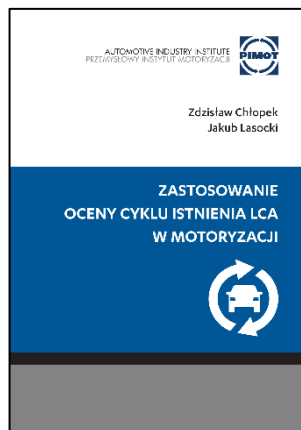 AUTOMOTIVE INDUSTRY INSTITUTE
PRZEMYSŁOWY INSTYTUT MOTORYZACJI
PIMOT
Zdzisław Chłopek
Jakub Lasocki
ZASTOSOWANIE
OCENY CYKLU ISTNIENIA LCA
W MOTORYZACJI